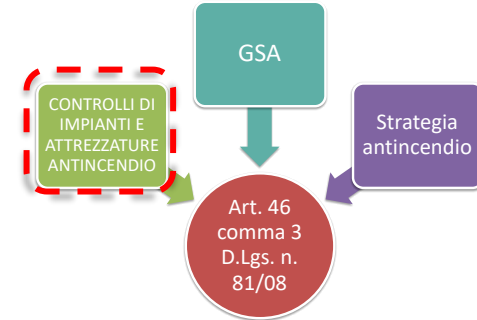 GSA
CONTROLLI DI
IMPIANTI E
ATTREZZATURE
ANTINCENDIO
Strategia
antincendio
Art. 46
comma 3
D.Lgs. n.
81/08